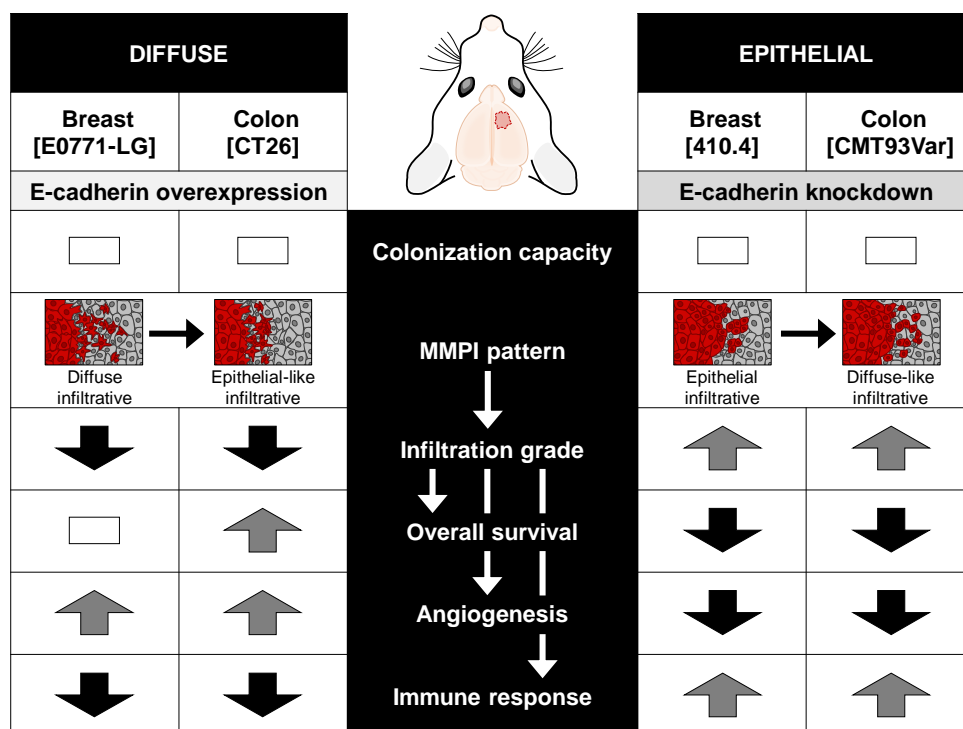 DIFFUSE
EPITHELIAL
Breast
[E0771-LG]
Colon
[CT26]
Breast
[410.4]
Colon
[CMT93Var]
E-cadherin overexpression
E-cadherin knockdown
Colonization capacity
MMPI pattern
Diffuse
infiltrative
Epithelial-like
infiltrative
Epithelial
infiltrative
Diffuse-like
infiltrative
Infiltration grade
Overall survival
Angiogenesis
Immune response